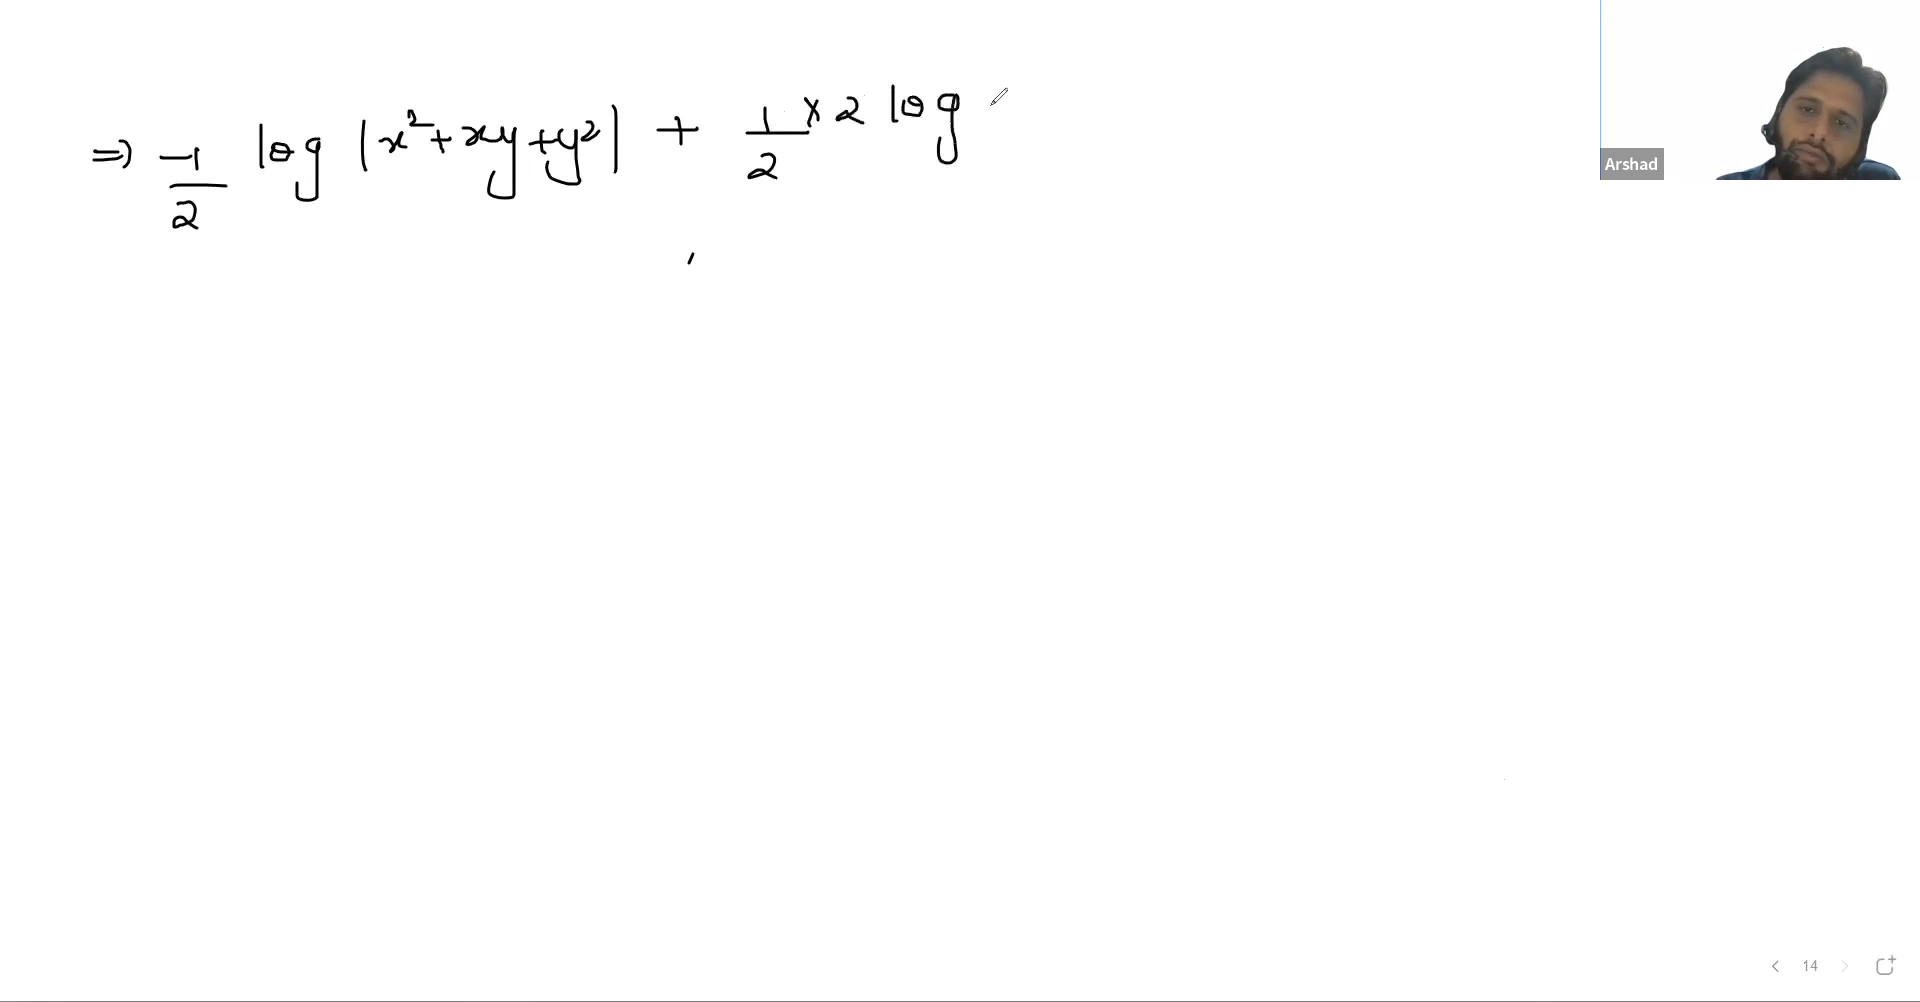 ⇒ -1/2 log |x²+xy+y²| + 1/2 × 2 log
Arshad
14